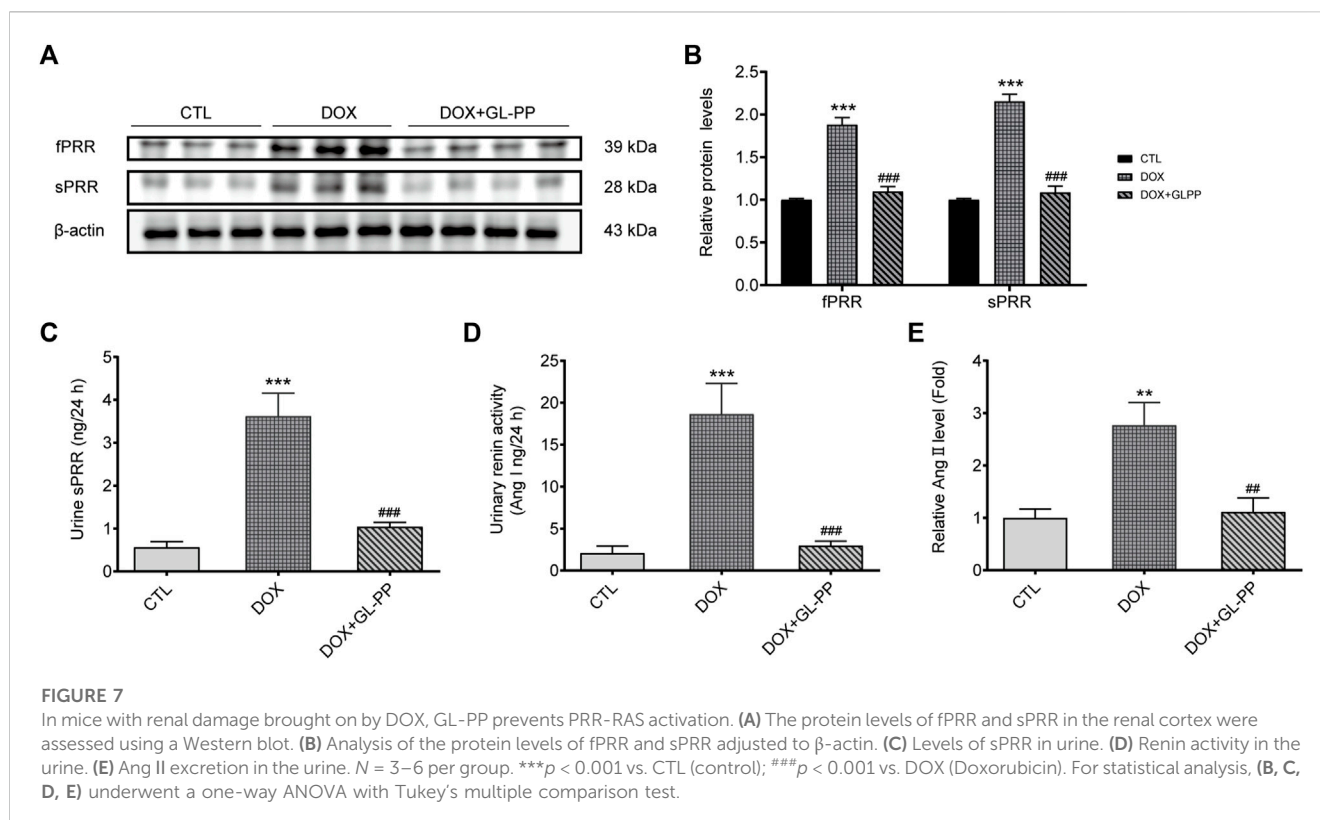 A
CTL DOX DOX+GL-PP
fPRR 39 kDa
sPRR 28 kDa
β-actin 43 kDa
B
Relative protein levels
2.5
2.0
1.5
1.0
0.5
0.0
*** ### *** ###
fPRR sPRR
CTL
DOX
DOX+GLPP
C
Urine sPRR (ng/24 h)
5
4
3
2
1
0
***
###
CTL DOX DOX+GL-PP
D
Urinary renin activity
(Ang I ng/24 h)
25
20
15
10
5
0
***
###
CTL DOX DOX+GL-PP
E
Relative Ang II level (Fold)
4
3
2
1
0
**
##
CTL DOX DOX+GL-PP
FIGURE 7
In mice with renal damage brought on by DOX, GL-PP prevents PRR-RAS activation. (A) The protein levels of fPRR and sPRR in the renal cortex were
assessed using a Western blot. (B) Analysis of the protein levels of fPRR and sPRR adjusted to β-actin. (C) Levels of sPRR in urine. (D) Renin activity in the
urine. (E) Ang II excretion in the urine. N = 3–6 per group. ***p < 0.001 vs. CTL (control); ###p < 0.001 vs. DOX (Doxorubicin). For statistical analysis, (B, C,
D, E) underwent a one-way ANOVA with Tukey's multiple comparison test.